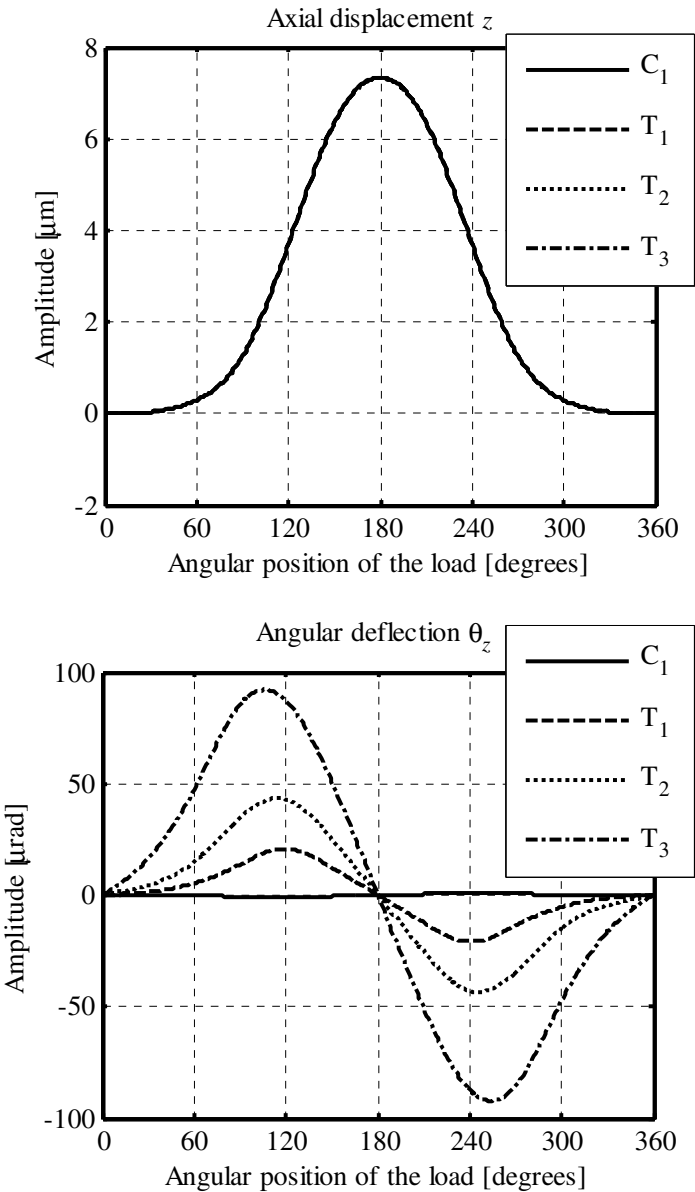 Axial displacement z
C1
T1
T2
T3
8
6
4
2
0
-2
Amplitude [μm]
0 60 120 180 240 300 360
Angular position of the load [degrees]
Angular deflection θz
C1
T1
T2
T3
100
50
0
-50
-100
Amplitude [μrad]
0 60 120 180 240 300 360
Angular position of the load [degrees]